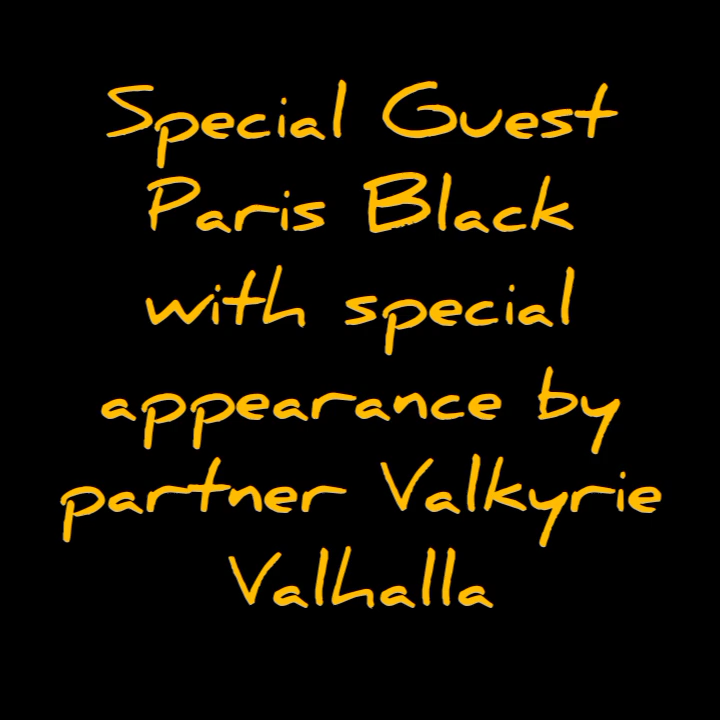 Special Guest
Paris Black
with special
appearance by
partner Valkyrie
Valhalla